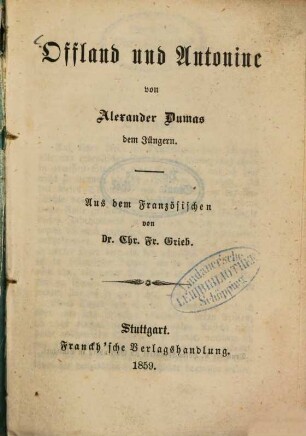 Offland und Antonine
von
Alexander Dumas
dem Jüngern.
Aus dem Französischen
von
Dr. Chr. Fr. Grieb.
LEIHBIBLIOTHEK
Stuttgart.
Franckh'sche Verlagshandlung.
1859.